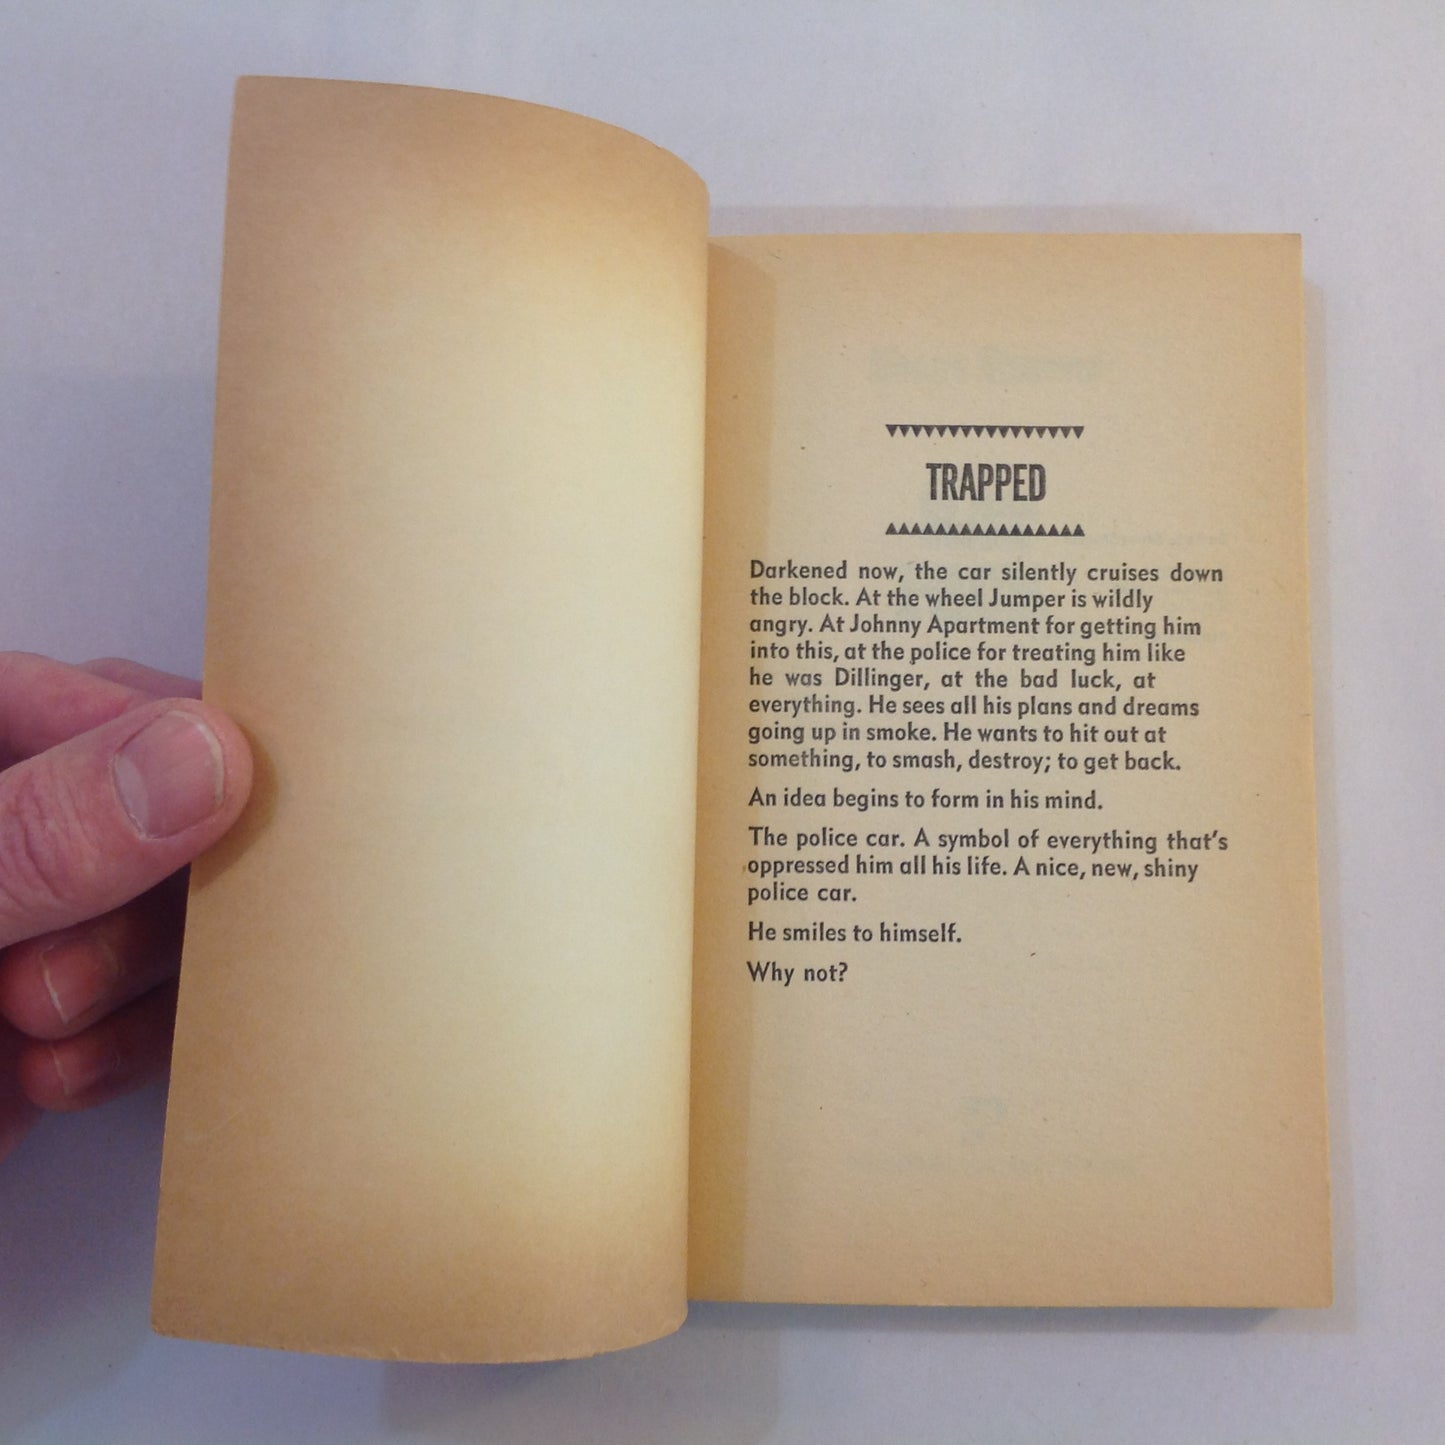 TRAPPED
Darkened now, the car silently cruises down
the block. At the wheel Jumper is wildly
angry. At Johnny Apartment for getting him
into this, at the police for treating him like
he was Dillinger, at the bad luck, at
everything. He sees all his plans and dreams
going up in smoke. He wants to hit out at
something, to smash, destroy; to get back.
An idea begins to form in his mind.
The police car. A symbol of everything that's
oppressed him all his life. A nice, new, shiny
police car.
He smiles to himself.
Why not?